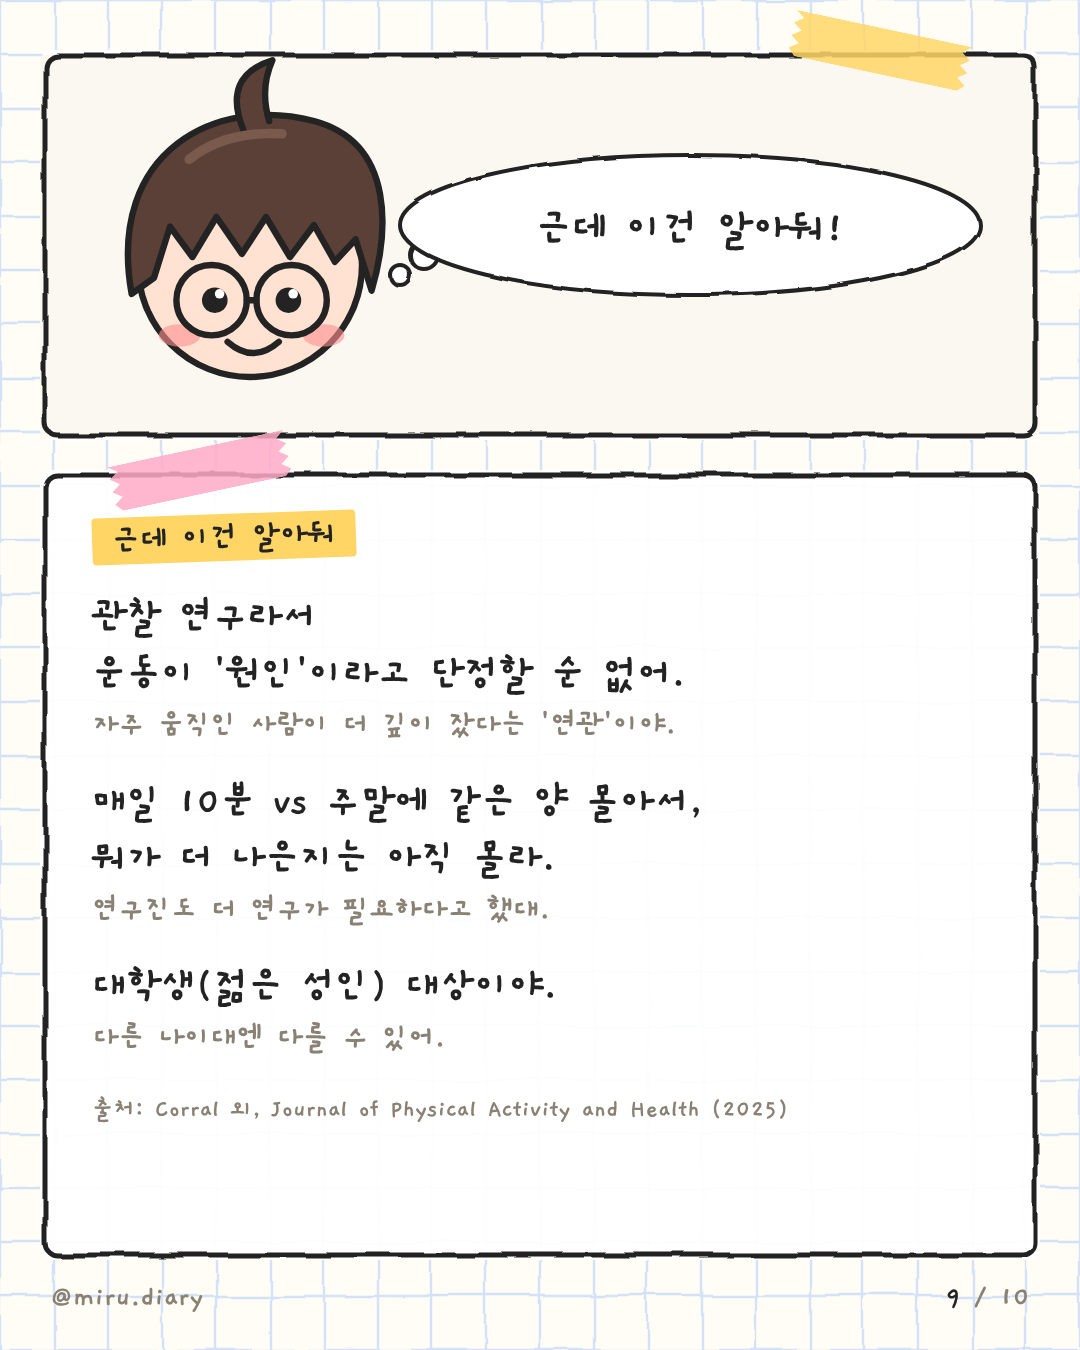 근데 이건 알아둬!
근데 이건 알아둬
관찰 연구라서
운동이 '원인'이라고 단정할 순 없어.
자주 움직인 사람이 더 깊이 잤다는 '연관'이야.
매일 10분 vs 주말에 같은 양 몰아서,
뭐가 더 나은지는 아직 몰라.
연구진도 더 연구가 필요하다고 했대.
대학생(젊은 성인) 대상이야.
다른 나이대엔 다를 수 있어.
출처: Corral 외, Journal of Physical Activity and Health (2025)
@miru.diary
9 / 10